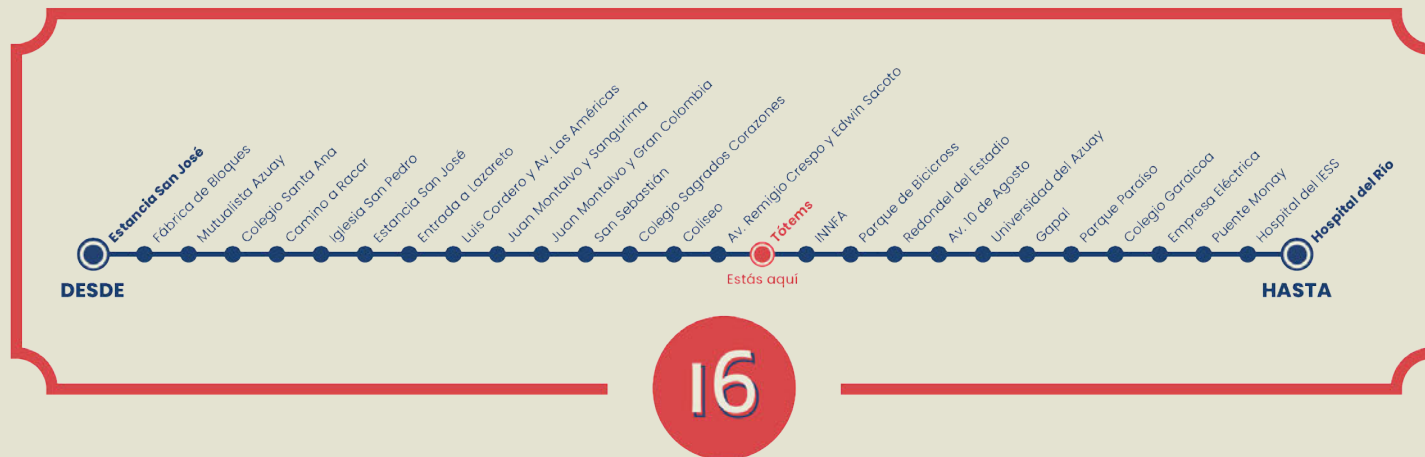 Estancia San José
Fábrica de Bloques
Mutualista Azuay
Colegio Santa Ana
Camino a Racar
Iglesia San Pedro
Estancia San José
Entrada a Lazareto
Luis Cordero y Av. Las Américas
Juan Montalvo y Sangurima
Juan Montalvo y Gran Colombia
San Sebastián
Colegio Sagrados Corazones
Coliseo
Av. Remigio Crespo y Edwin Sacoto
Tótems
INNFA
Parque de Bicicross
Redondel del Estadio
Av. 10 de Agosto
Universidad del Azuay
Gapal
Parque Paraíso
Colegio Garaicoa
Empresa Eléctrica
Puente Monay
Hospital del IESS
Hospital del Río
DESDE
Estás aquí
HASTA
16